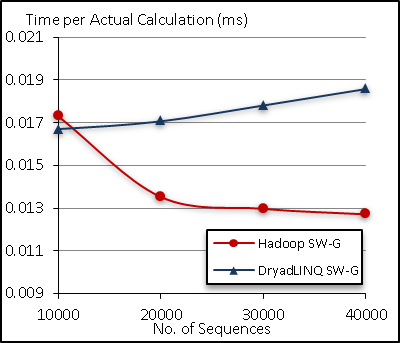 Time per Actual Calculation (ms)
0.021
0.019
0.017
0.015
0.013
0.011
0.009
Hadoop SW-G
DryadLINQ SW-G
10000 20000 30000 40000
No. of Sequences